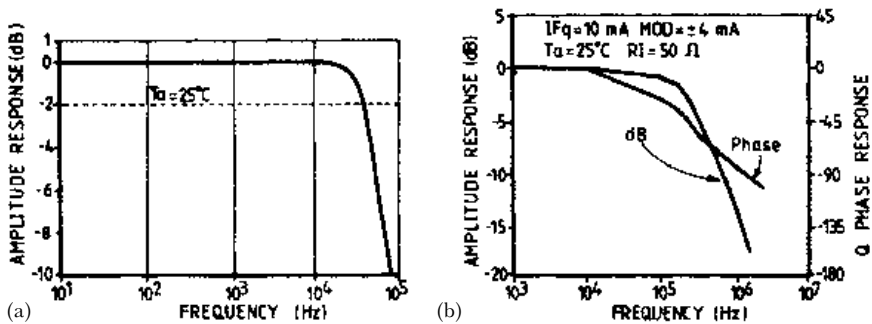 AMPLITUDE RESPONSE (dB)
1
0
-2
-4
-6
-8
-10
Ta=25°C
10¹ 10² 10³ 10⁴ 10⁵
FREQUENCY (Hz)
(a)
AMPLITUDE RESPONSE (dB)
5
0
-5
-10
-15
-20
IFq=10 mA MOD=±4 mA
Ta=25°C Rl=50 Ω
dB
Phase
45
0
-45
-90
-135
-180
Q PHASE RESPONSE
10³ 10⁴ 10⁵ 10⁶ 10⁷
FREQUENCY (Hz)
(b)